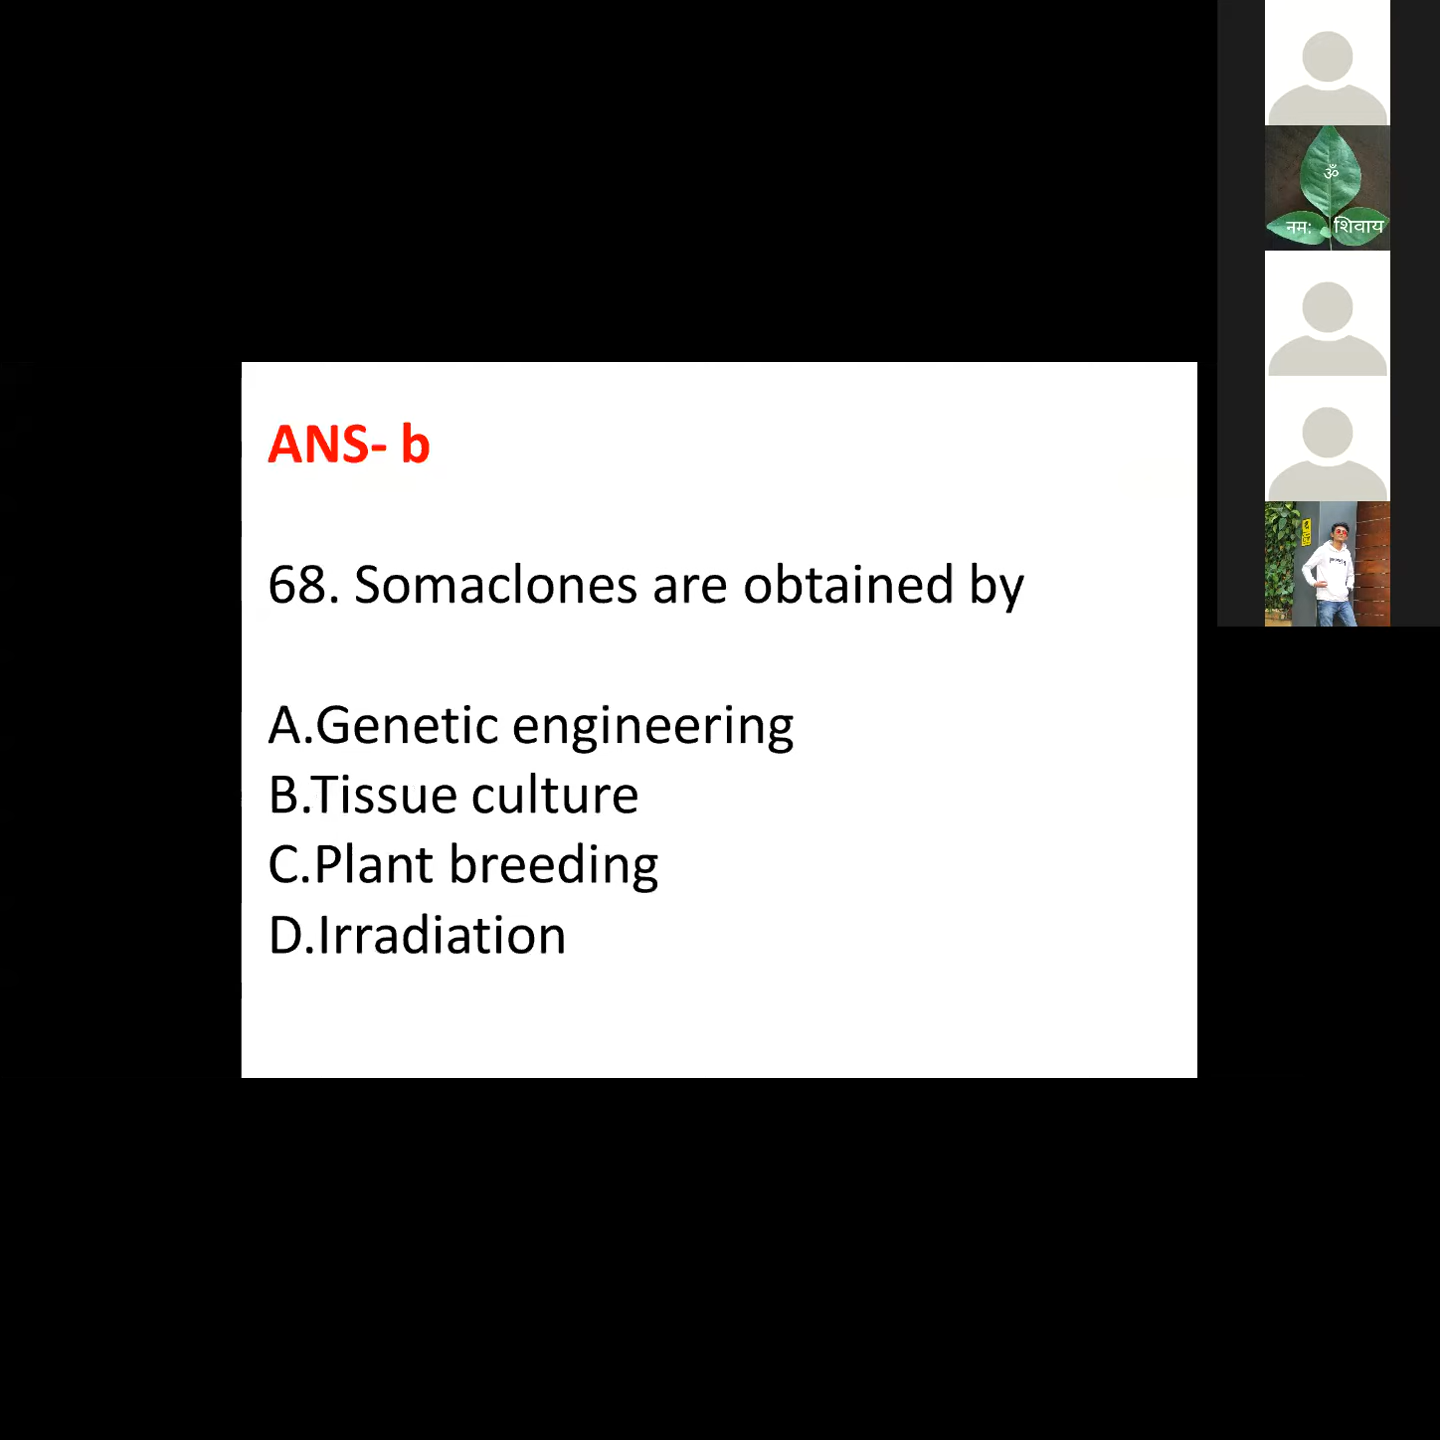 ANS- b
68. Somaclones are obtained by
A.Genetic engineering
B.Tissue culture
C.Plant breeding
D.Irradiation
ॐ
नम: शिवाय